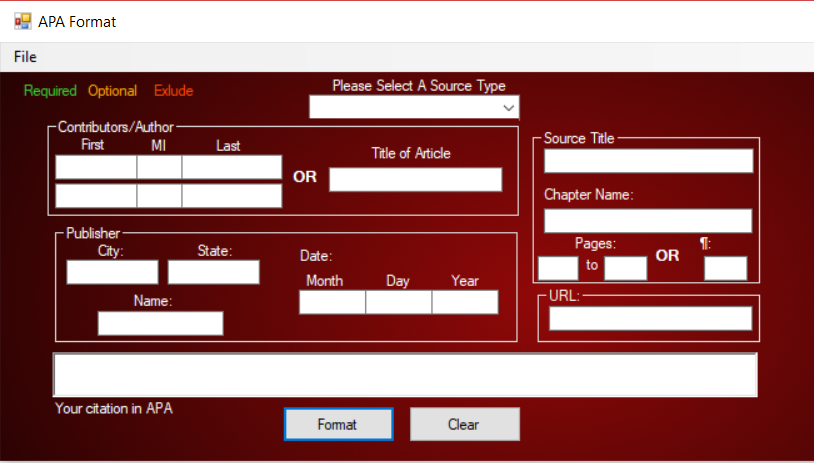 APA Format
File
Required Optional Exlude
Please Select A Source Type
Contributors/Author
First MI Last
OR
Title of Article
Source Title
Chapter Name:
Pages: OR ¶:
to
Publisher
City: State:
Name:
Date:
Month Day Year
URL:
Your citation in APA
Format Clear